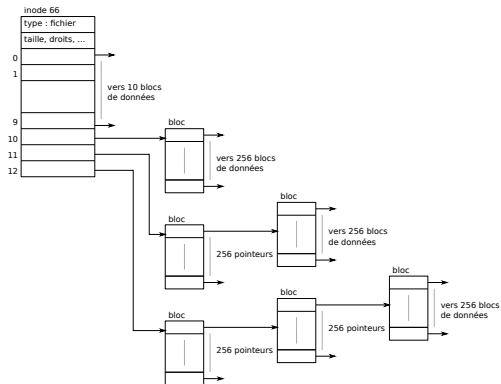 inode 66
type : fichier
taille, droits, ...
0
1
vers 10 blocs
de données
9
10
11
12
bloc
vers 256 blocs
de données
bloc
256 pointeurs
bloc
vers 256 blocs
de données
bloc
256 pointeurs
bloc
256 pointeurs
bloc
vers 256 blocs
de données